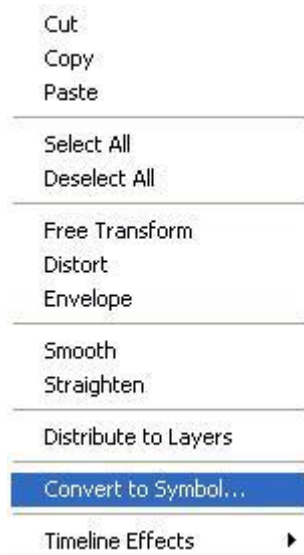 Cut
Copy
Paste
Select All
Deselect All
Free Transform
Distort
Envelope
Smooth
Straighten
Distribute to Layers
Convert to Symbol...
Timeline Effects